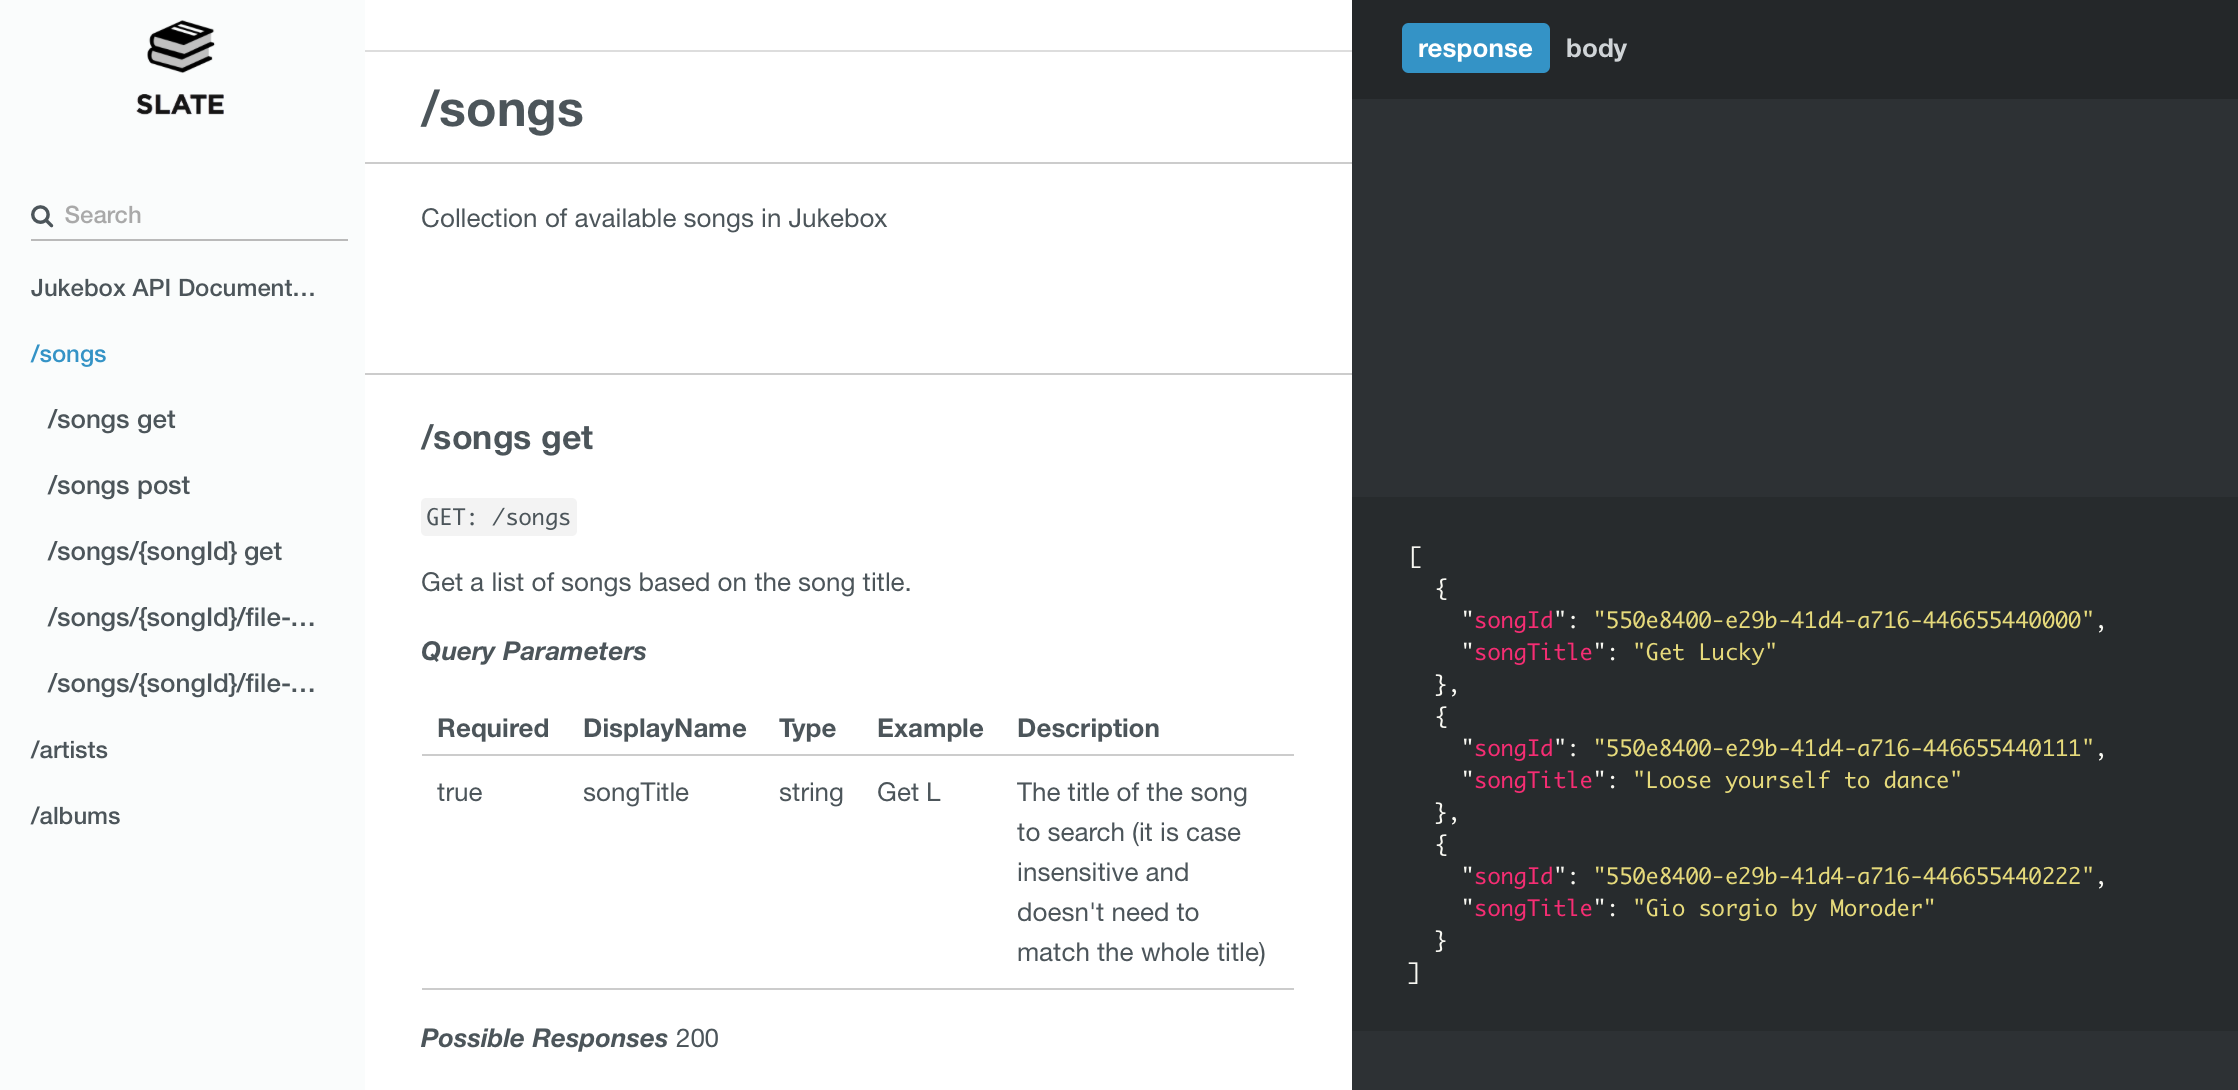 SLATE
Search
Jukebox API Document...
/songs
/songs get
/songs post
/songs/{songId} get
/songs/{songId}/file-...
/songs/{songId}/file-...
/artists
/albums
/songs
Collection of available songs in Jukebox
/songs get
GET: /songs
Get a list of songs based on the song title.
Query Parameters
Required DisplayName Type Example Description
true songTitle string Get L The title of the song
to search (it is case
insensitive and
doesn't need to
match the whole title)
Possible Responses 200
response body
[
{
"songId": "550e8400-e29b-41d4-a716-446655440000",
"songTitle": "Get Lucky"
},
{
"songId": "550e8400-e29b-41d4-a716-446655440111",
"songTitle": "Loose yourself to dance"
},
{
"songId": "550e8400-e29b-41d4-a716-446655440222",
"songTitle": "Gio sorgio by Moroder"
}
]